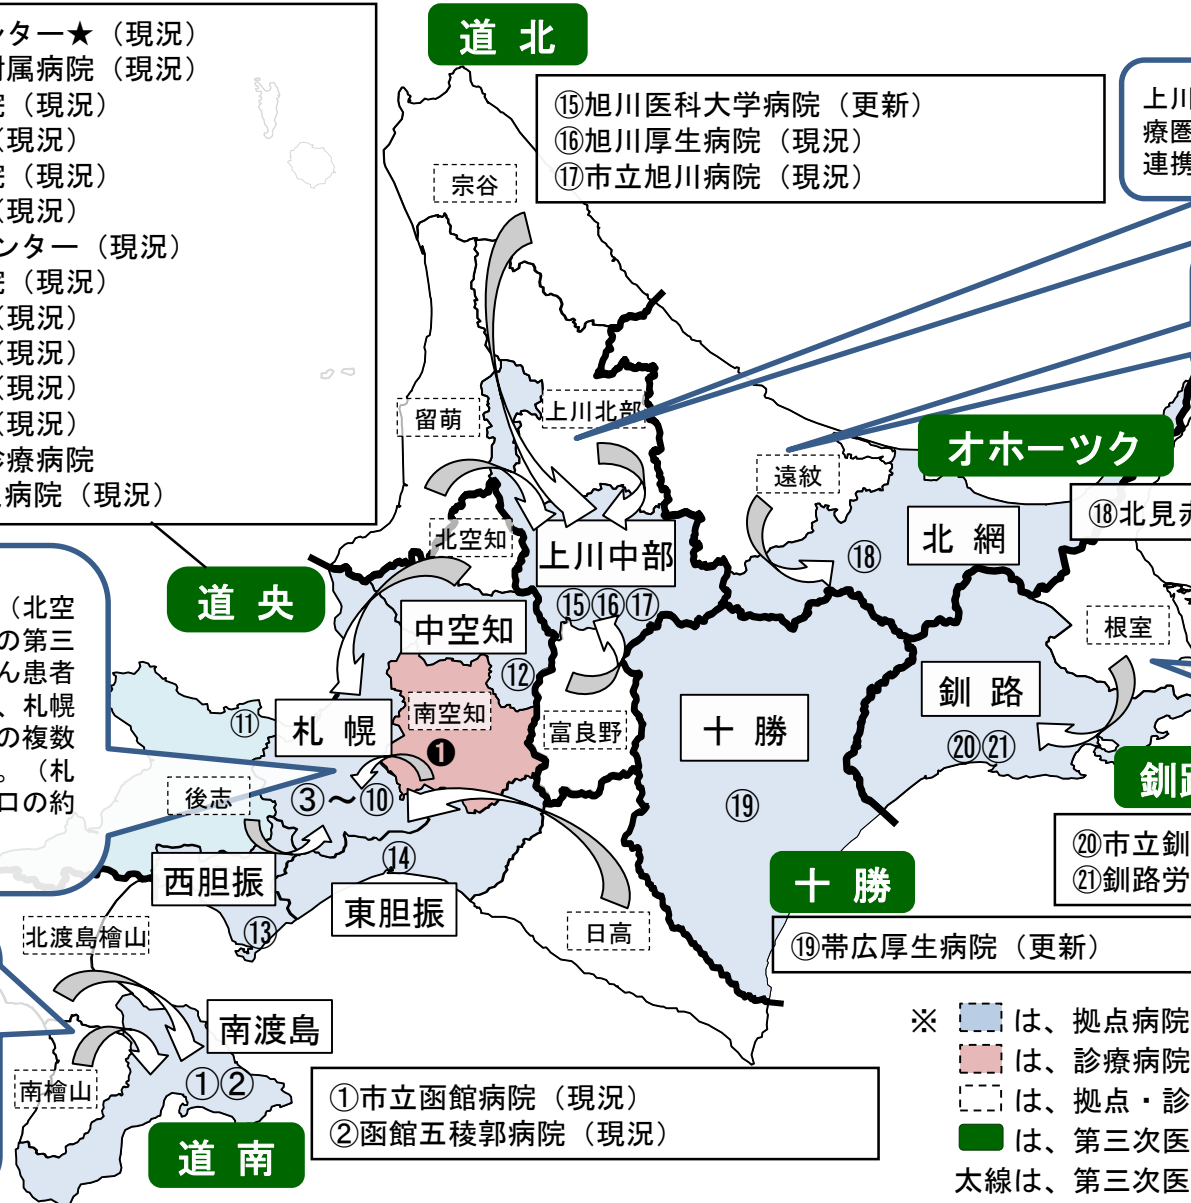 ンター★（現況）
附属病院（現況）
院（現況）
（現況）
院（現況）
（現況）
ンター（現況）
院（現況）
（現況）
（現況）
（現況）
（現況）
診療病院
病院（現況）
道 北
⑮旭川医科大学病院（更新）
⑯旭川厚生病院（現況）
⑰市立旭川病院（現況）
上川
療圏
連携
宗谷
留萌
上川北部
遠紋
オホーツク
⑱北見赤
北空知
上川中部
⑮⑯⑰
北 網
⑱
道 央
（北空
の第三
ん患者
、札幌
の複数
。（札
口の約
中空知
⑫
根室
釧 路
⑳㉑
南空知
❶
富良野
十 勝
⑲
札 幌
⑪
後志
③～⑩
釧路
⑳市立釧
㉑釧路労
⑭
西胆振
東胆振
⑬
十 勝
⑲帯広厚生病院（更新）
日高
北渡島檜山
南渡島
①②
南檜山
道 南
①市立函館病院（現況）
②函館五稜郭病院（現況）
※
は、拠点病院
は、診療病院
は、拠点・診
は、第三次医
太線は、第三次医